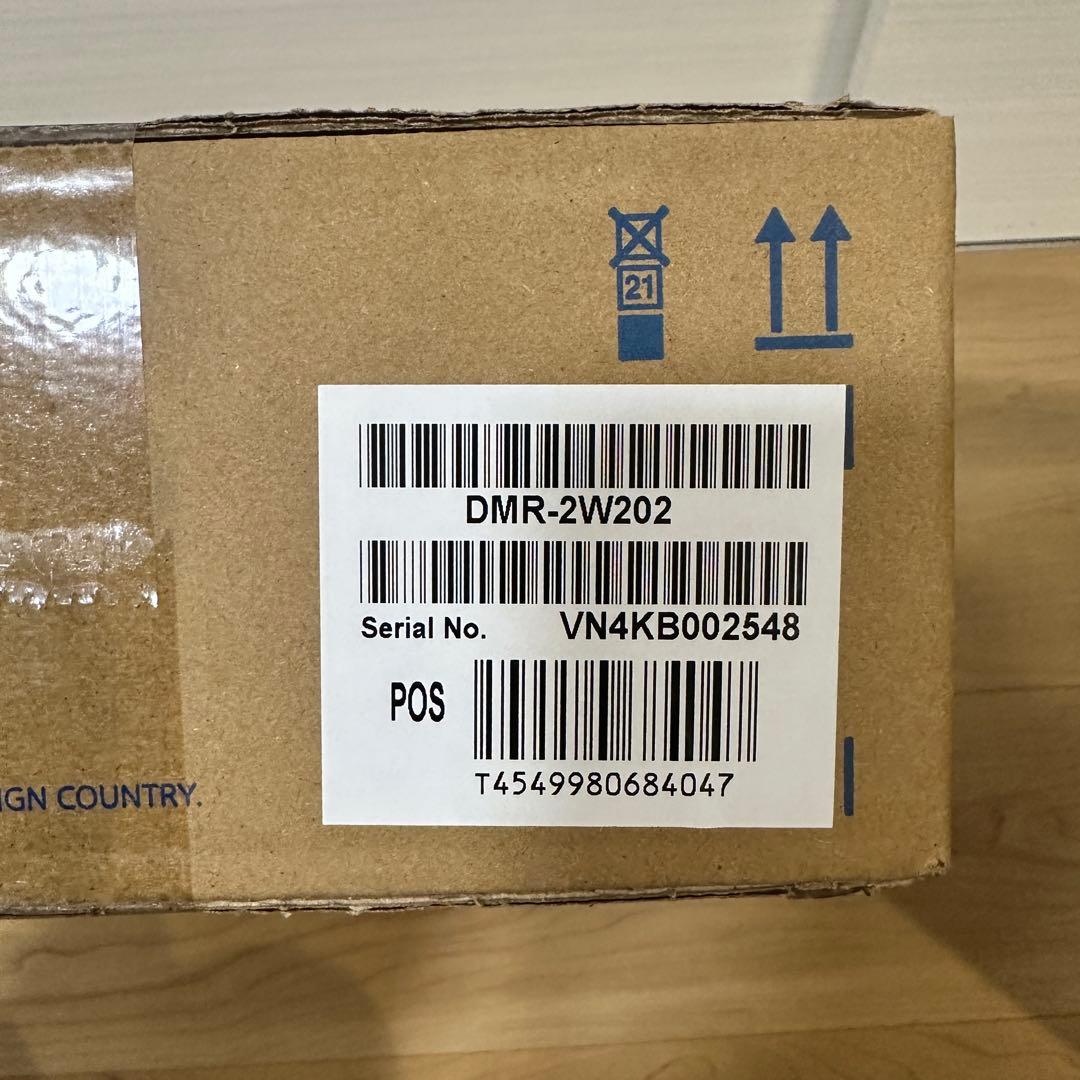 21
DMR-2W202
Serial No. VN4KB002548
POS
T4549980684047
IGN COUNTRY.